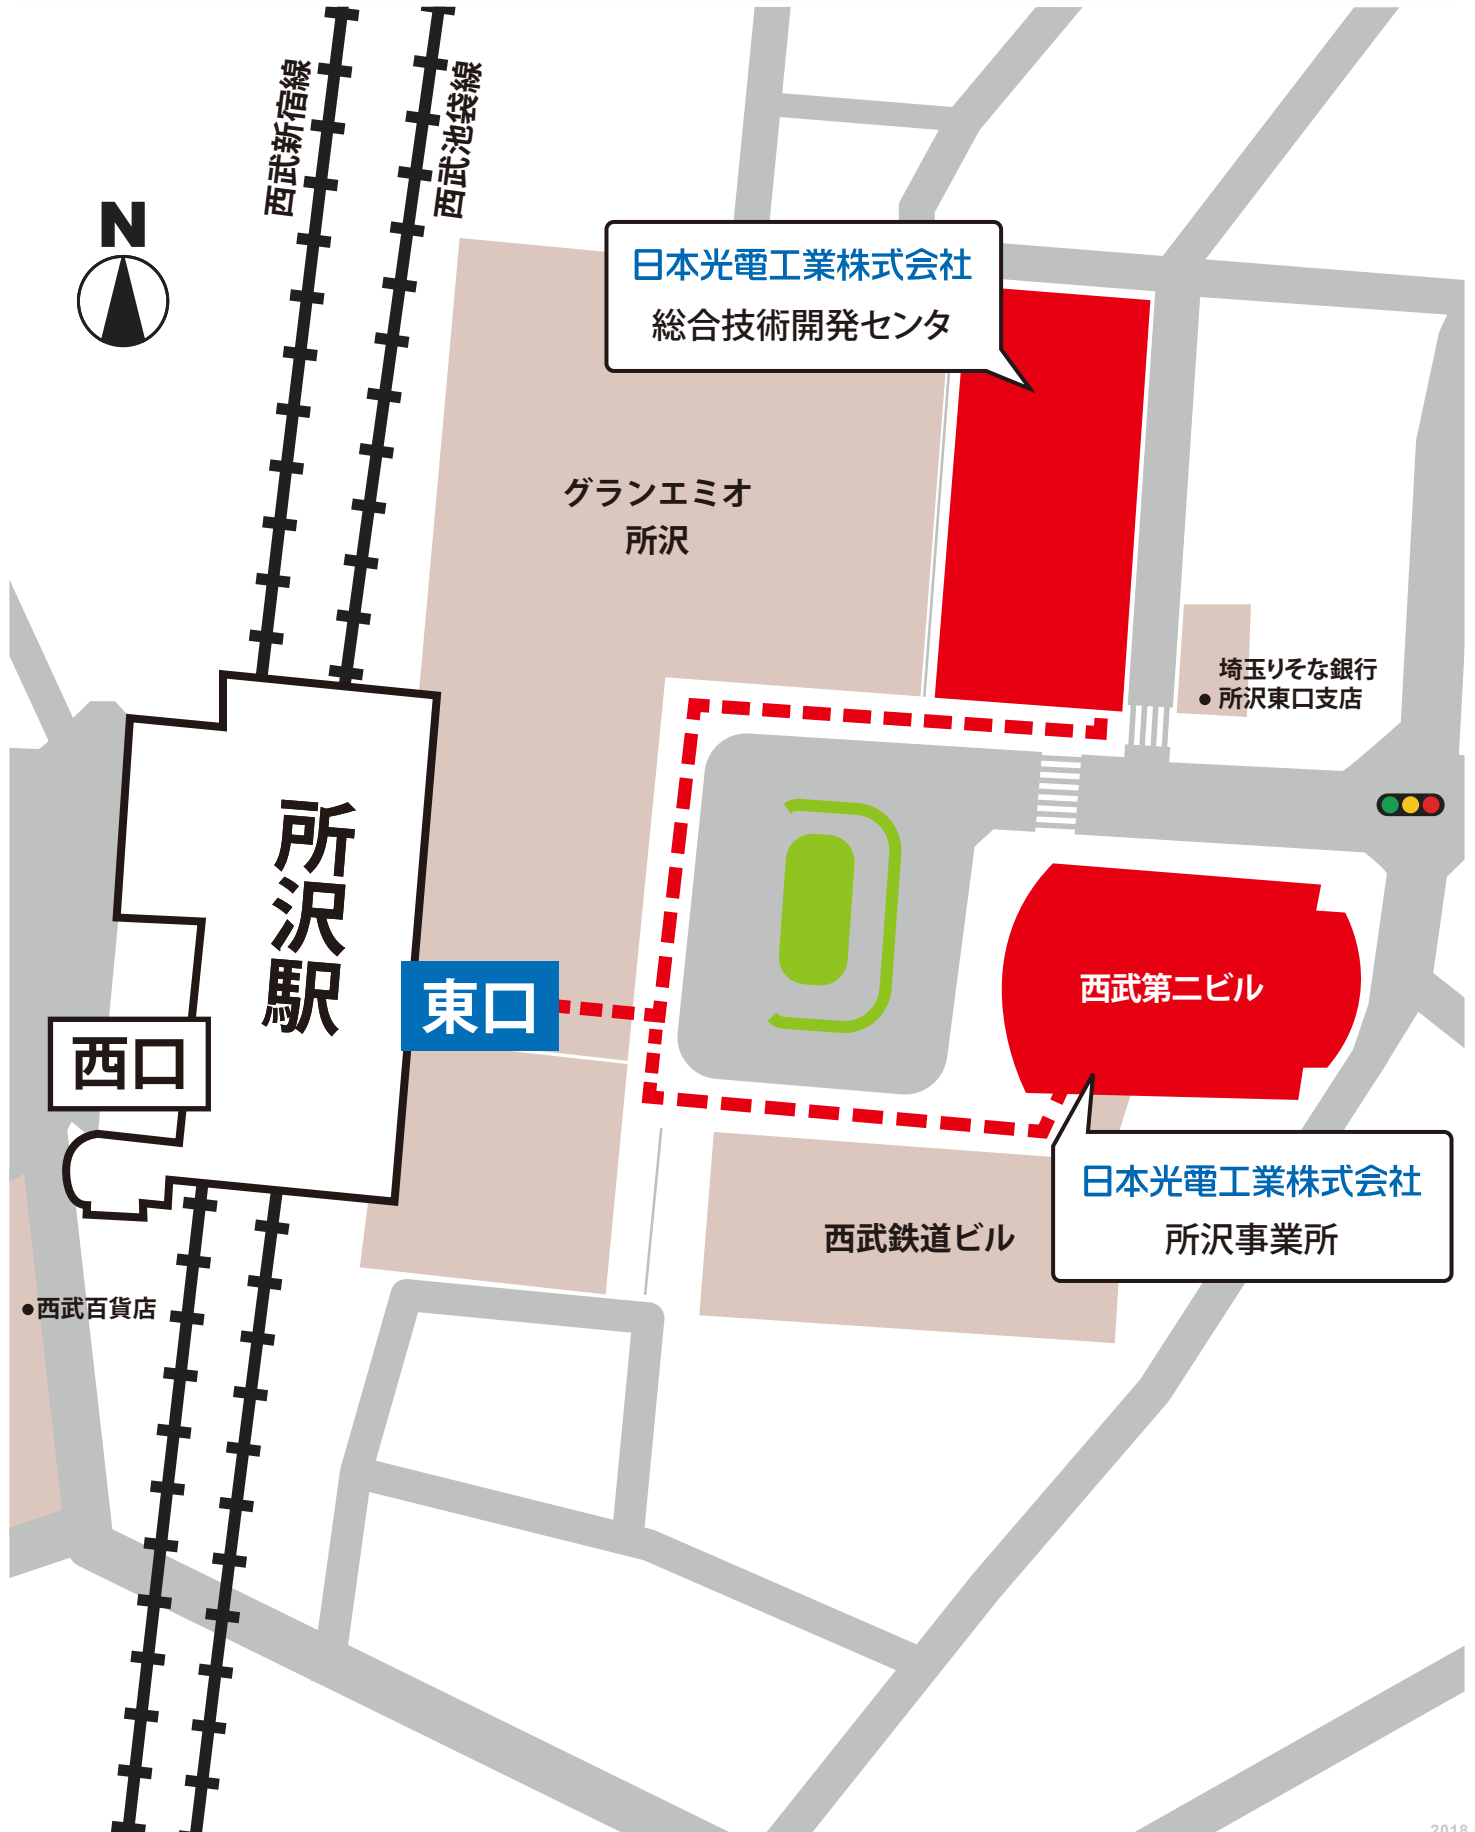 西武新宿線
西武池袋線
N
日本光電工業株式会社
総合技術開発センタ
グランエミオ
所沢
埼玉りそな銀行
所沢東口支店
所沢駅
東口
西口
西武第二ビル
日本光電工業株式会社
所沢事業所
西武鉄道ビル
●西武百貨店
2018